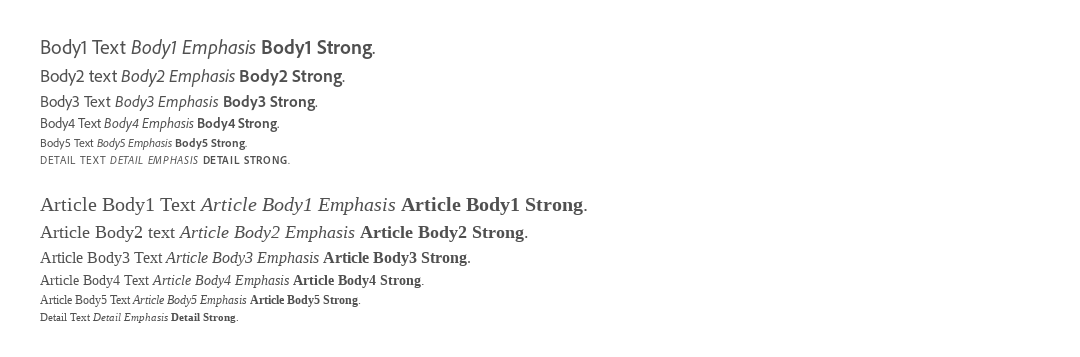 Body1 Text Body1 Emphasis Body1 Strong.
Body2 text Body2 Emphasis Body2 Strong.
Body3 Text Body3 Emphasis Body3 Strong.
Body4 Text Body4 Emphasis Body4 Strong.
Body5 Text Body5 Emphasis Body5 Strong.
DETAIL TEXT DETAIL EMPHASIS DETAIL STRONG.
Article Body1 Text Article Body1 Emphasis Article Body1 Strong.
Article Body2 text Article Body2 Emphasis Article Body2 Strong.
Article Body3 Text Article Body3 Emphasis Article Body3 Strong.
Article Body4 Text Article Body4 Emphasis Article Body4 Strong.
Article Body5 Text Article Body5 Emphasis Article Body5 Strong.
Detail Text Detail Emphasis Detail Strong.